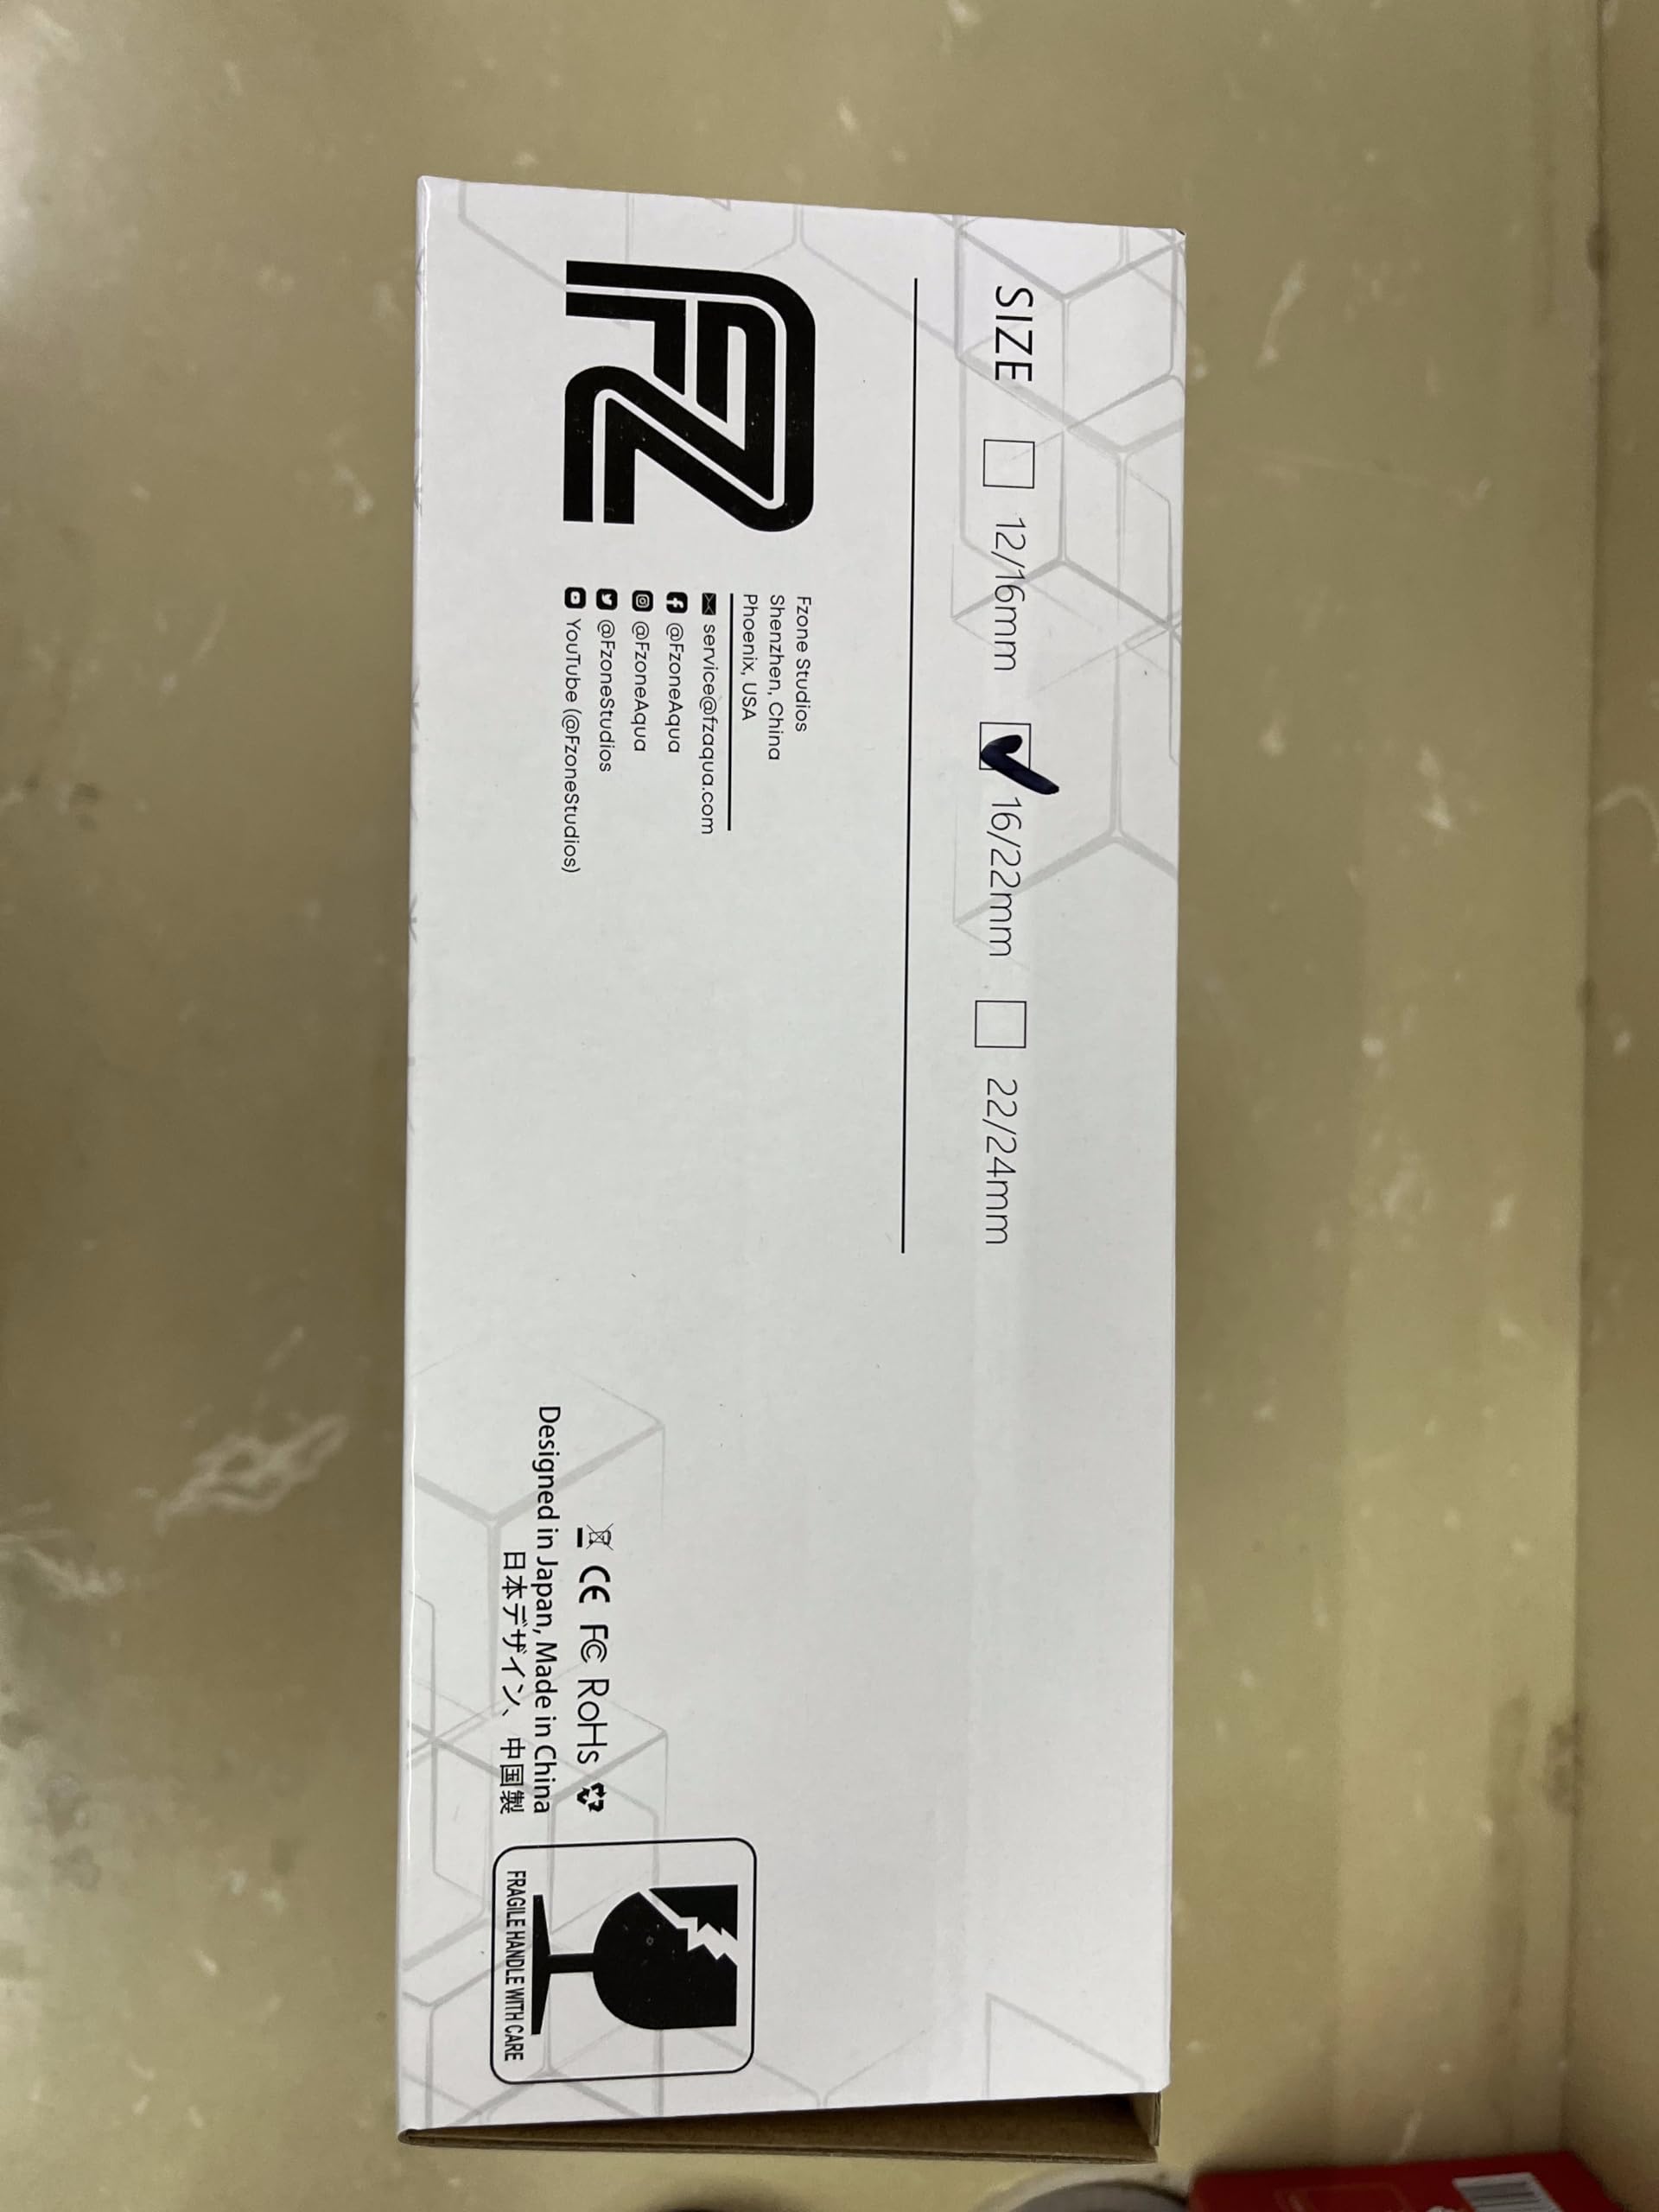 SIZE 12/16mm 16/22mm 22/24mm
FZ
Fzone Studios
Shenzhen, China
Phoenix, USA
service@fzaqua.com
@FzoneAqua
@FzoneAqua
@FzoneStudios
YouTube (@FzoneStudios)
CE FC RoHs
Designed in Japan, Made in China
日本デザイン、中国製
FRAGILE HANDLE WITH CARE